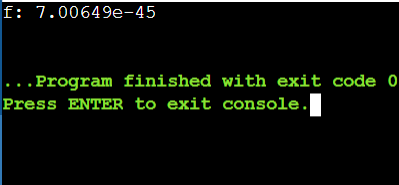 f: 7.00649e-45
...Program finished with exit code 0
Press ENTER to exit console.